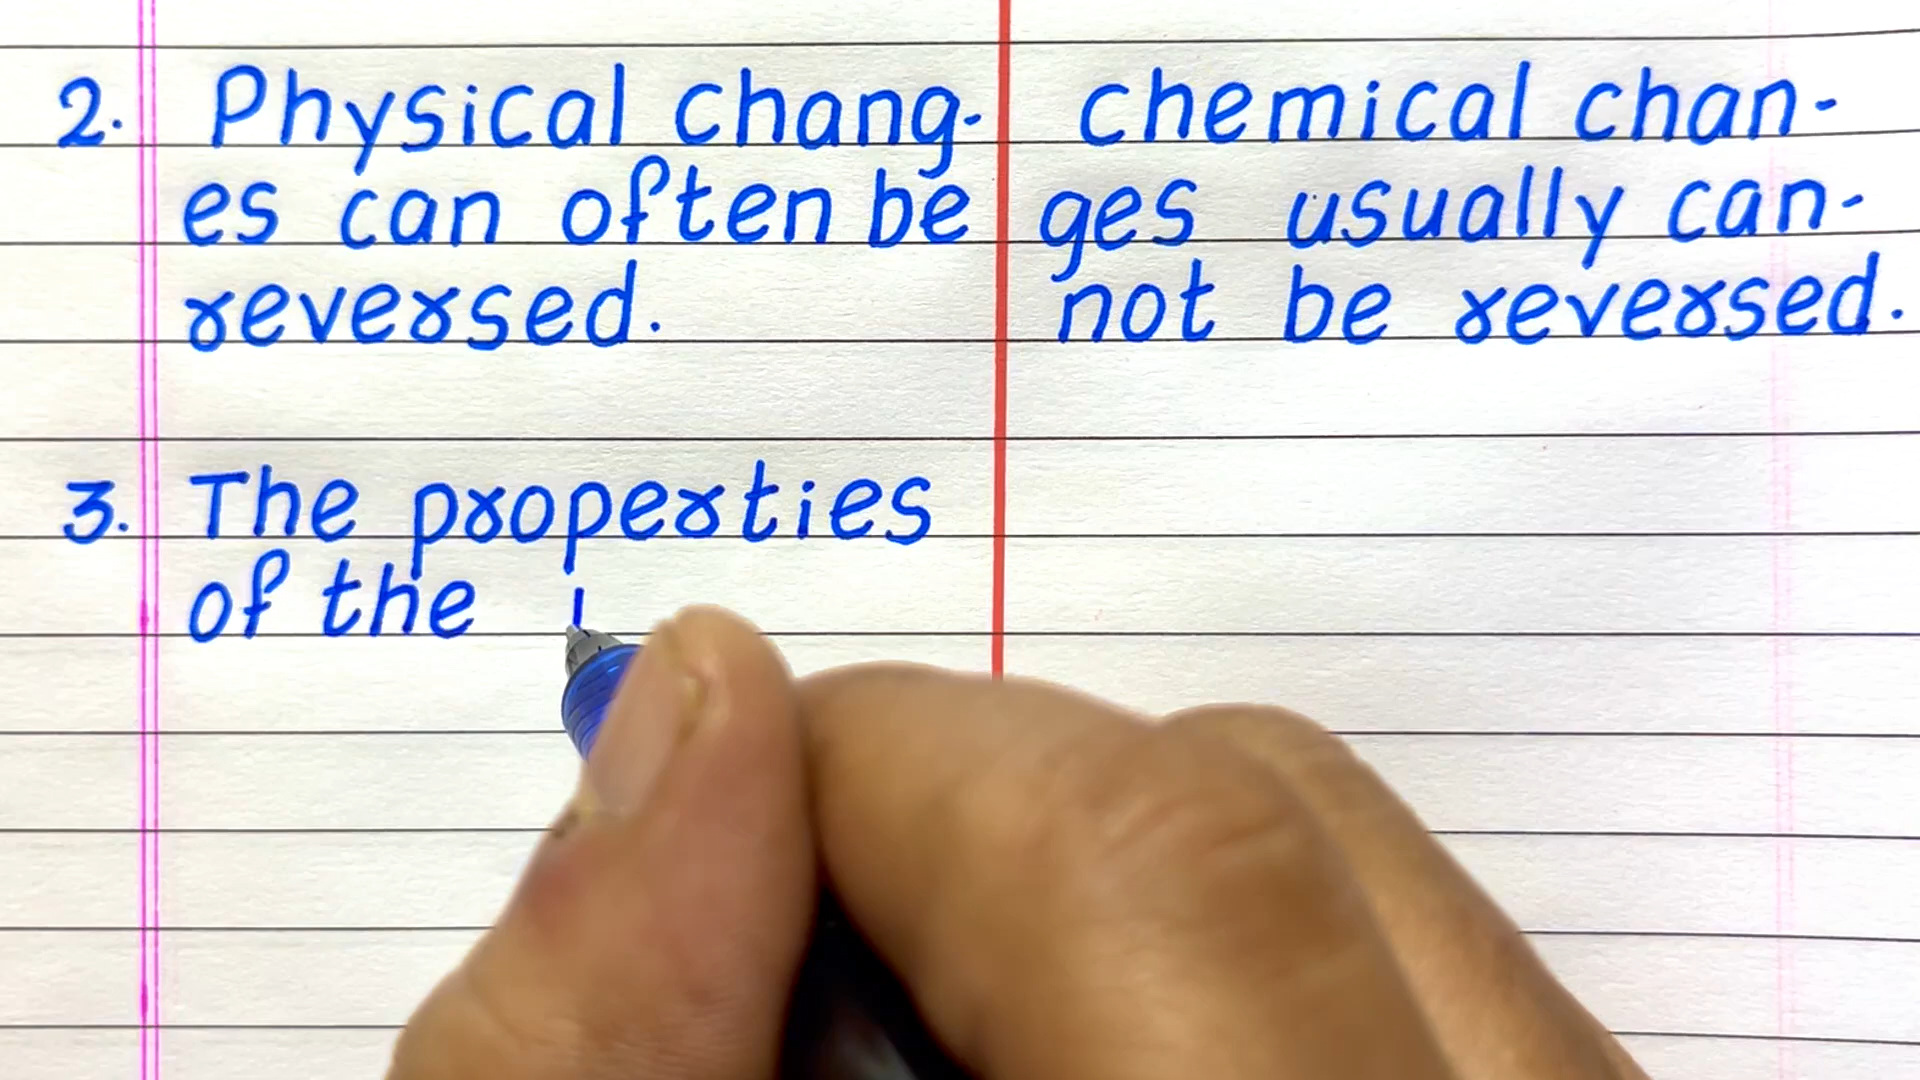 2. Physical chang-
es can often be
reversed.
chemical chan-
ges usually can-
not be reversed.
3. The properties
of the